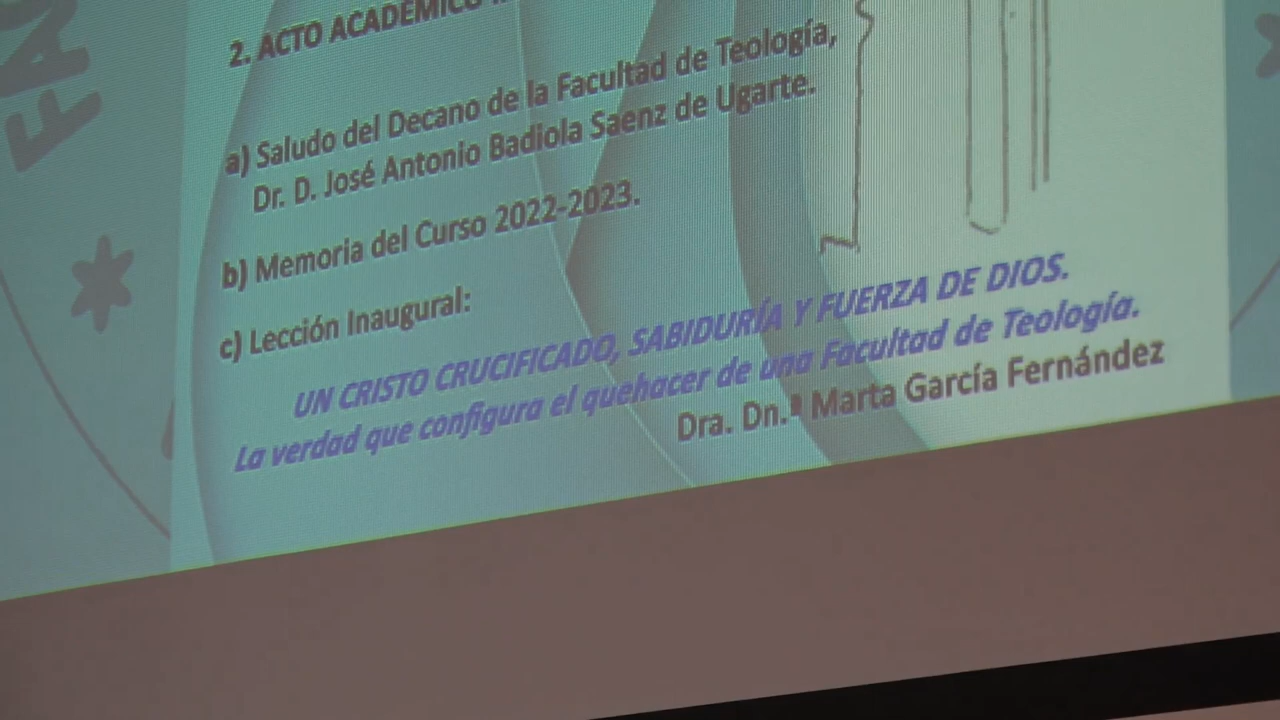 FAC
2. ACTO ACADÉMICO
a) Saludo del Decano de la Facultad de Teología,
Dr. D. José Antonio Badiola Saenz de Ugarte.
b) Memoria del Curso 2022-2023.
c) Lección Inaugural:
UN CRISTO CRUCIFICADO, SABIDURÍA Y FUERZA DE DIOS.
La verdad que configura el quehacer de una Facultad de Teología.
Dra. Dn.ª Marta García Fernández